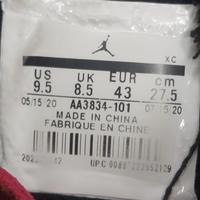 XC
US UK EUR cm
9.5 8.5 43 27.5
05/15/20 AA3834-101 07/15/20
MADE IN CHINA
FABRIQUE EN CHINE